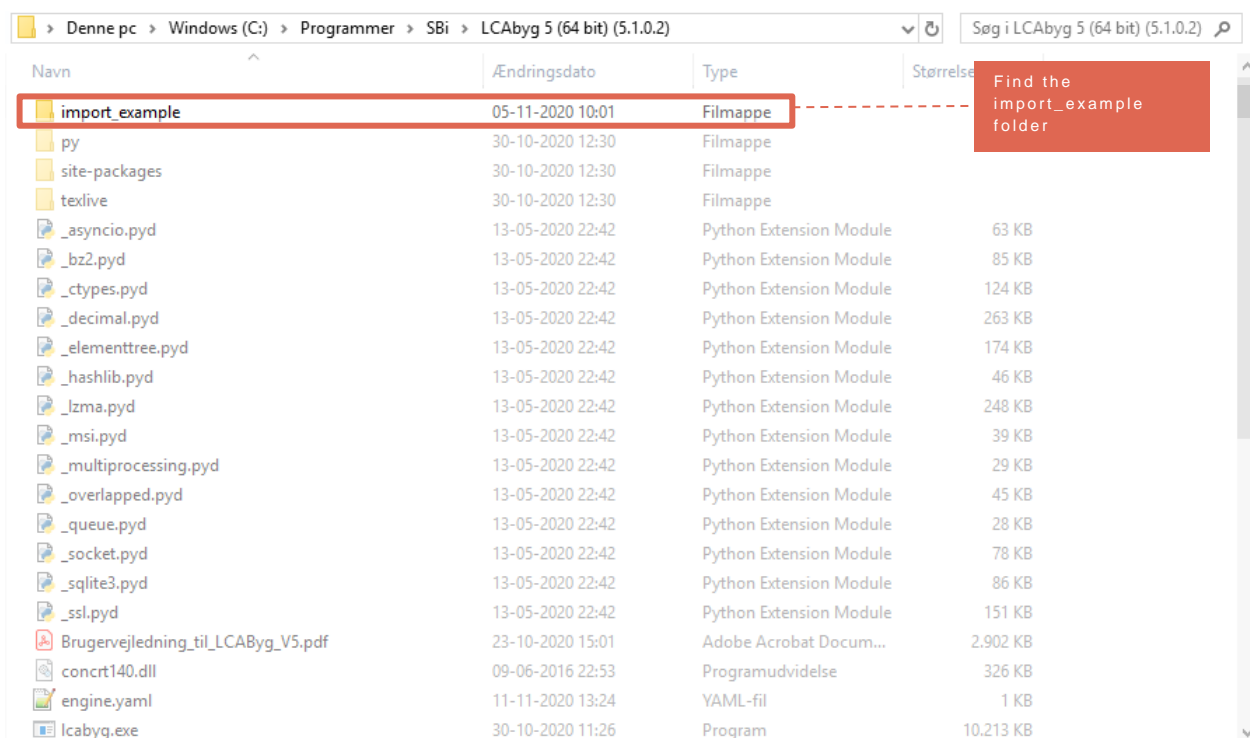 Denne pc > Windows (C:) > Programmer > SBi > LCAbyg 5 (64 bit) (5.1.0.2)
Søg i LCAbyg 5 (64 bit) (5.1.0.2)
Navn Ændringsdato Type Størrelse
Find the
import_example
folder
import_example 05-11-2020 10:01 Filmappe
py 30-10-2020 12:30 Filmappe
site-packages 30-10-2020 12:30 Filmappe
texlive 30-10-2020 12:30 Filmappe
_asyncio.pyd 13-05-2020 22:42 Python Extension Module 63 KB
_bz2.pyd 13-05-2020 22:42 Python Extension Module 85 KB
_ctypes.pyd 13-05-2020 22:42 Python Extension Module 124 KB
_decimal.pyd 13-05-2020 22:42 Python Extension Module 263 KB
_elementtree.pyd 13-05-2020 22:42 Python Extension Module 174 KB
_hashlib.pyd 13-05-2020 22:42 Python Extension Module 46 KB
_lzma.pyd 13-05-2020 22:42 Python Extension Module 248 KB
_msi.pyd 13-05-2020 22:42 Python Extension Module 39 KB
_multiprocessing.pyd 13-05-2020 22:42 Python Extension Module 29 KB
_overlapped.pyd 13-05-2020 22:42 Python Extension Module 45 KB
_queue.pyd 13-05-2020 22:42 Python Extension Module 28 KB
_socket.pyd 13-05-2020 22:42 Python Extension Module 78 KB
_sqlite3.pyd 13-05-2020 22:42 Python Extension Module 86 KB
_ssl.pyd 13-05-2020 22:42 Python Extension Module 151 KB
Brugervejledning_til_LCAByg_V5.pdf 23-10-2020 15:01 Adobe Acrobat Docum... 2.902 KB
concrt140.dll 09-06-2016 22:53 Programudvidelse 326 KB
engine.yaml 11-11-2020 13:24 YAML-fil 1 KB
lcabyg.exe 30-10-2020 11:26 Program 10.213 KB